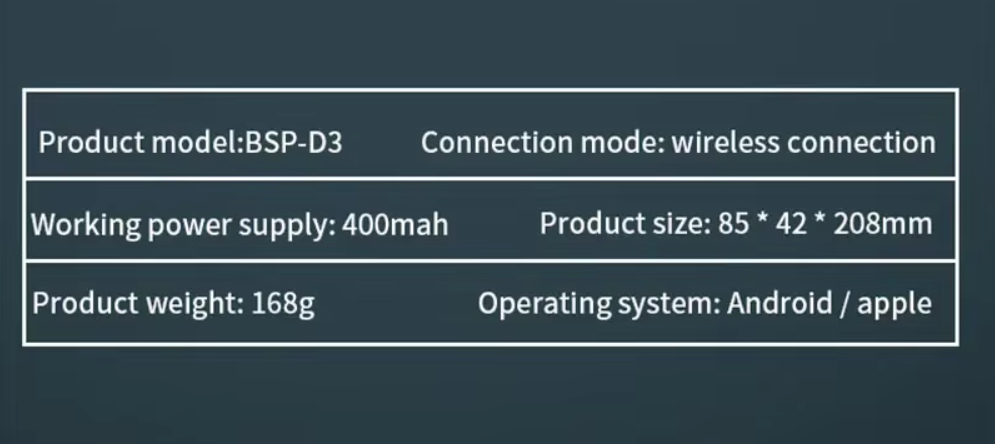 Product model:BSP-D3 Connection mode: wireless connection
Working power supply: 400mah Product size: 85 * 42 * 208mm
Product weight: 168g Operating system: Android / apple